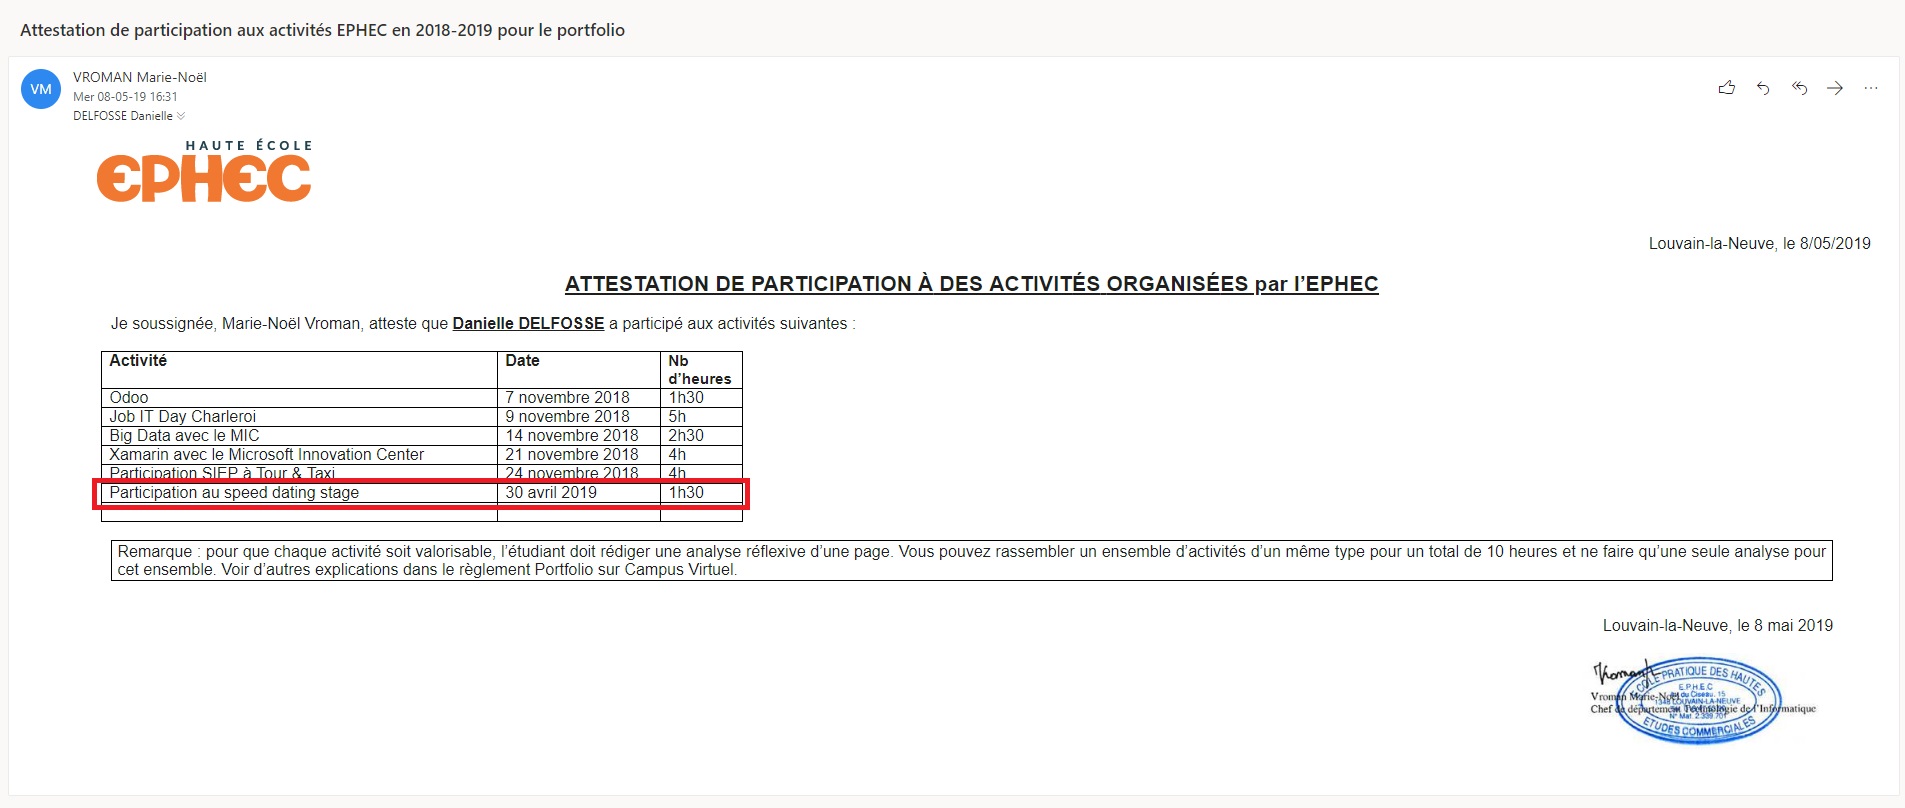 Attestation de participation aux activités EPHEC en 2018-2019 pour le portfolio
VM
VROMAN Marie-Noël
Mer 08-05-19 16:31
DELFOSSE Danielle
HAUTE ÉCOLE
EPHEC
Louvain-la-Neuve, le 8/05/2019
ATTESTATION DE PARTICIPATION À DES ACTIVITÉS ORGANISÉES par l'EPHEC
Je soussignée, Marie-Noël Vroman, atteste que Danielle DELFOSSE a participé aux activités suivantes :
Activité Date Nb d'heures
Odoo 7 novembre 2018 1h30
Job IT Day Charleroi 9 novembre 2018 5h
Big Data avec le MIC 14 novembre 2018 2h30
Xamarin avec le Microsoft Innovation Center 21 novembre 2018 4h
Participation SIEP à Tour & Taxi 24 novembre 2018 4h
Participation au speed dating stage 30 avril 2019 1h30
Remarque : pour que chaque activité soit valorisable, l'étudiant doit rédiger une analyse réflexive d'une page. Vous pouvez rassembler un ensemble d'activités d'un même type pour un total de 10 heures et ne faire qu'une seule analyse pour
cet ensemble. Voir d'autres explications dans le règlement Portfolio sur Campus Virtuel.
Louvain-la-Neuve, le 8 mai 2019
Vroman
ECOLE PRATIQUE DES HAUTES
E.P.H.E.C
du Ciseau, 15
1348 LOUVAIN-LA-NEUVE
N° Mat. 2.339.701
ETUDES COMMERCIALES
Vroman Marie-Noël
Chef de département Technologie de l'Informatique